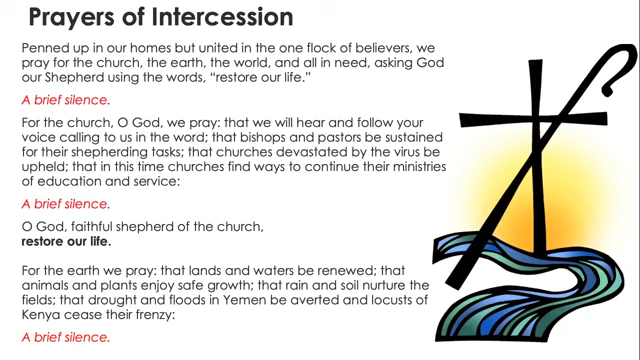 Prayers of Intercession
Penned up in our homes but united in the one flock of believers, we
pray for the church, the earth, the world, and all in need, asking God
our Shepherd using the words, “restore our life.”
A brief silence.
For the church, O God, we pray: that we will hear and follow your
voice calling to us in the word; that bishops and pastors be sustained
for their shepherding tasks; that churches devastated by the virus be
upheld; that in this time churches find ways to continue their ministries
of education and service:
A brief silence.
O God, faithful shepherd of the church,
restore our life.
For the earth we pray: that lands and waters be renewed; that
animals and plants enjoy safe growth; that rain and soil nurture the
fields; that drought and floods in Yemen be averted and locusts of
Kenya cease their frenzy:
A brief silence.